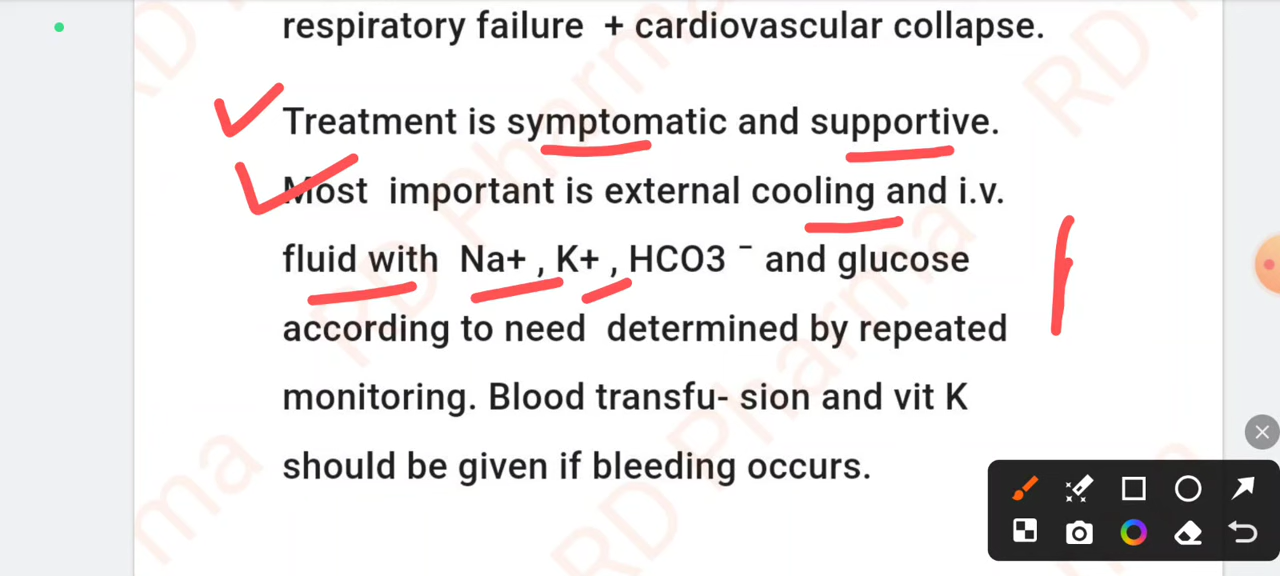 respiratory failure + cardiovascular collapse.
Treatment is symptomatic and supportive.
Most important is external cooling and i.v.
fluid with Na+ , K+ , HCO3 ⁻ and glucose
according to need determined by repeated
monitoring. Blood transfu- sion and vit K
should be given if bleeding occurs.
RD Pharma